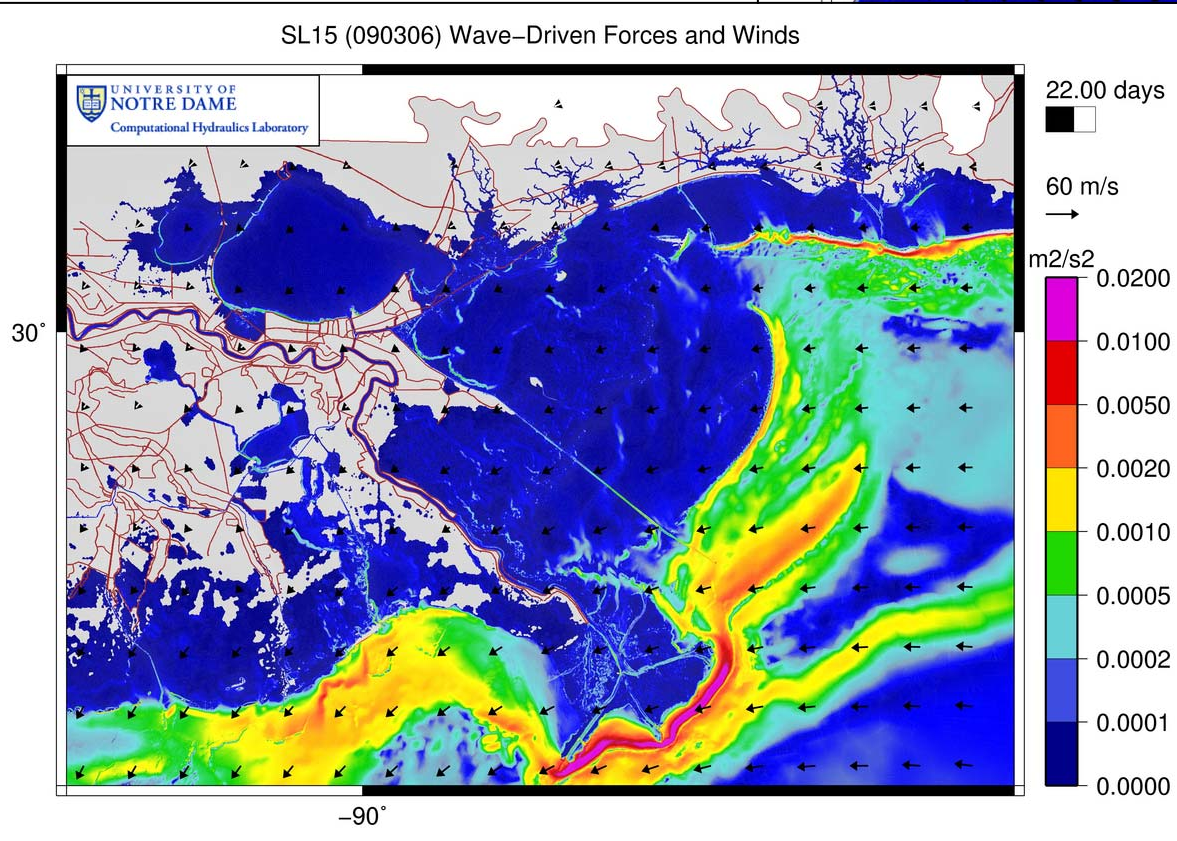 SL15 (090306) Wave−Driven Forces and Winds
UNIVERSITY OF
NOTRE DAME
Computational Hydraulics Laboratory
22.00 days
60 m/s
m2/s2
0.0200
0.0100
0.0050
0.0020
0.0010
0.0005
0.0002
0.0001
0.0000
30˚
−90˚